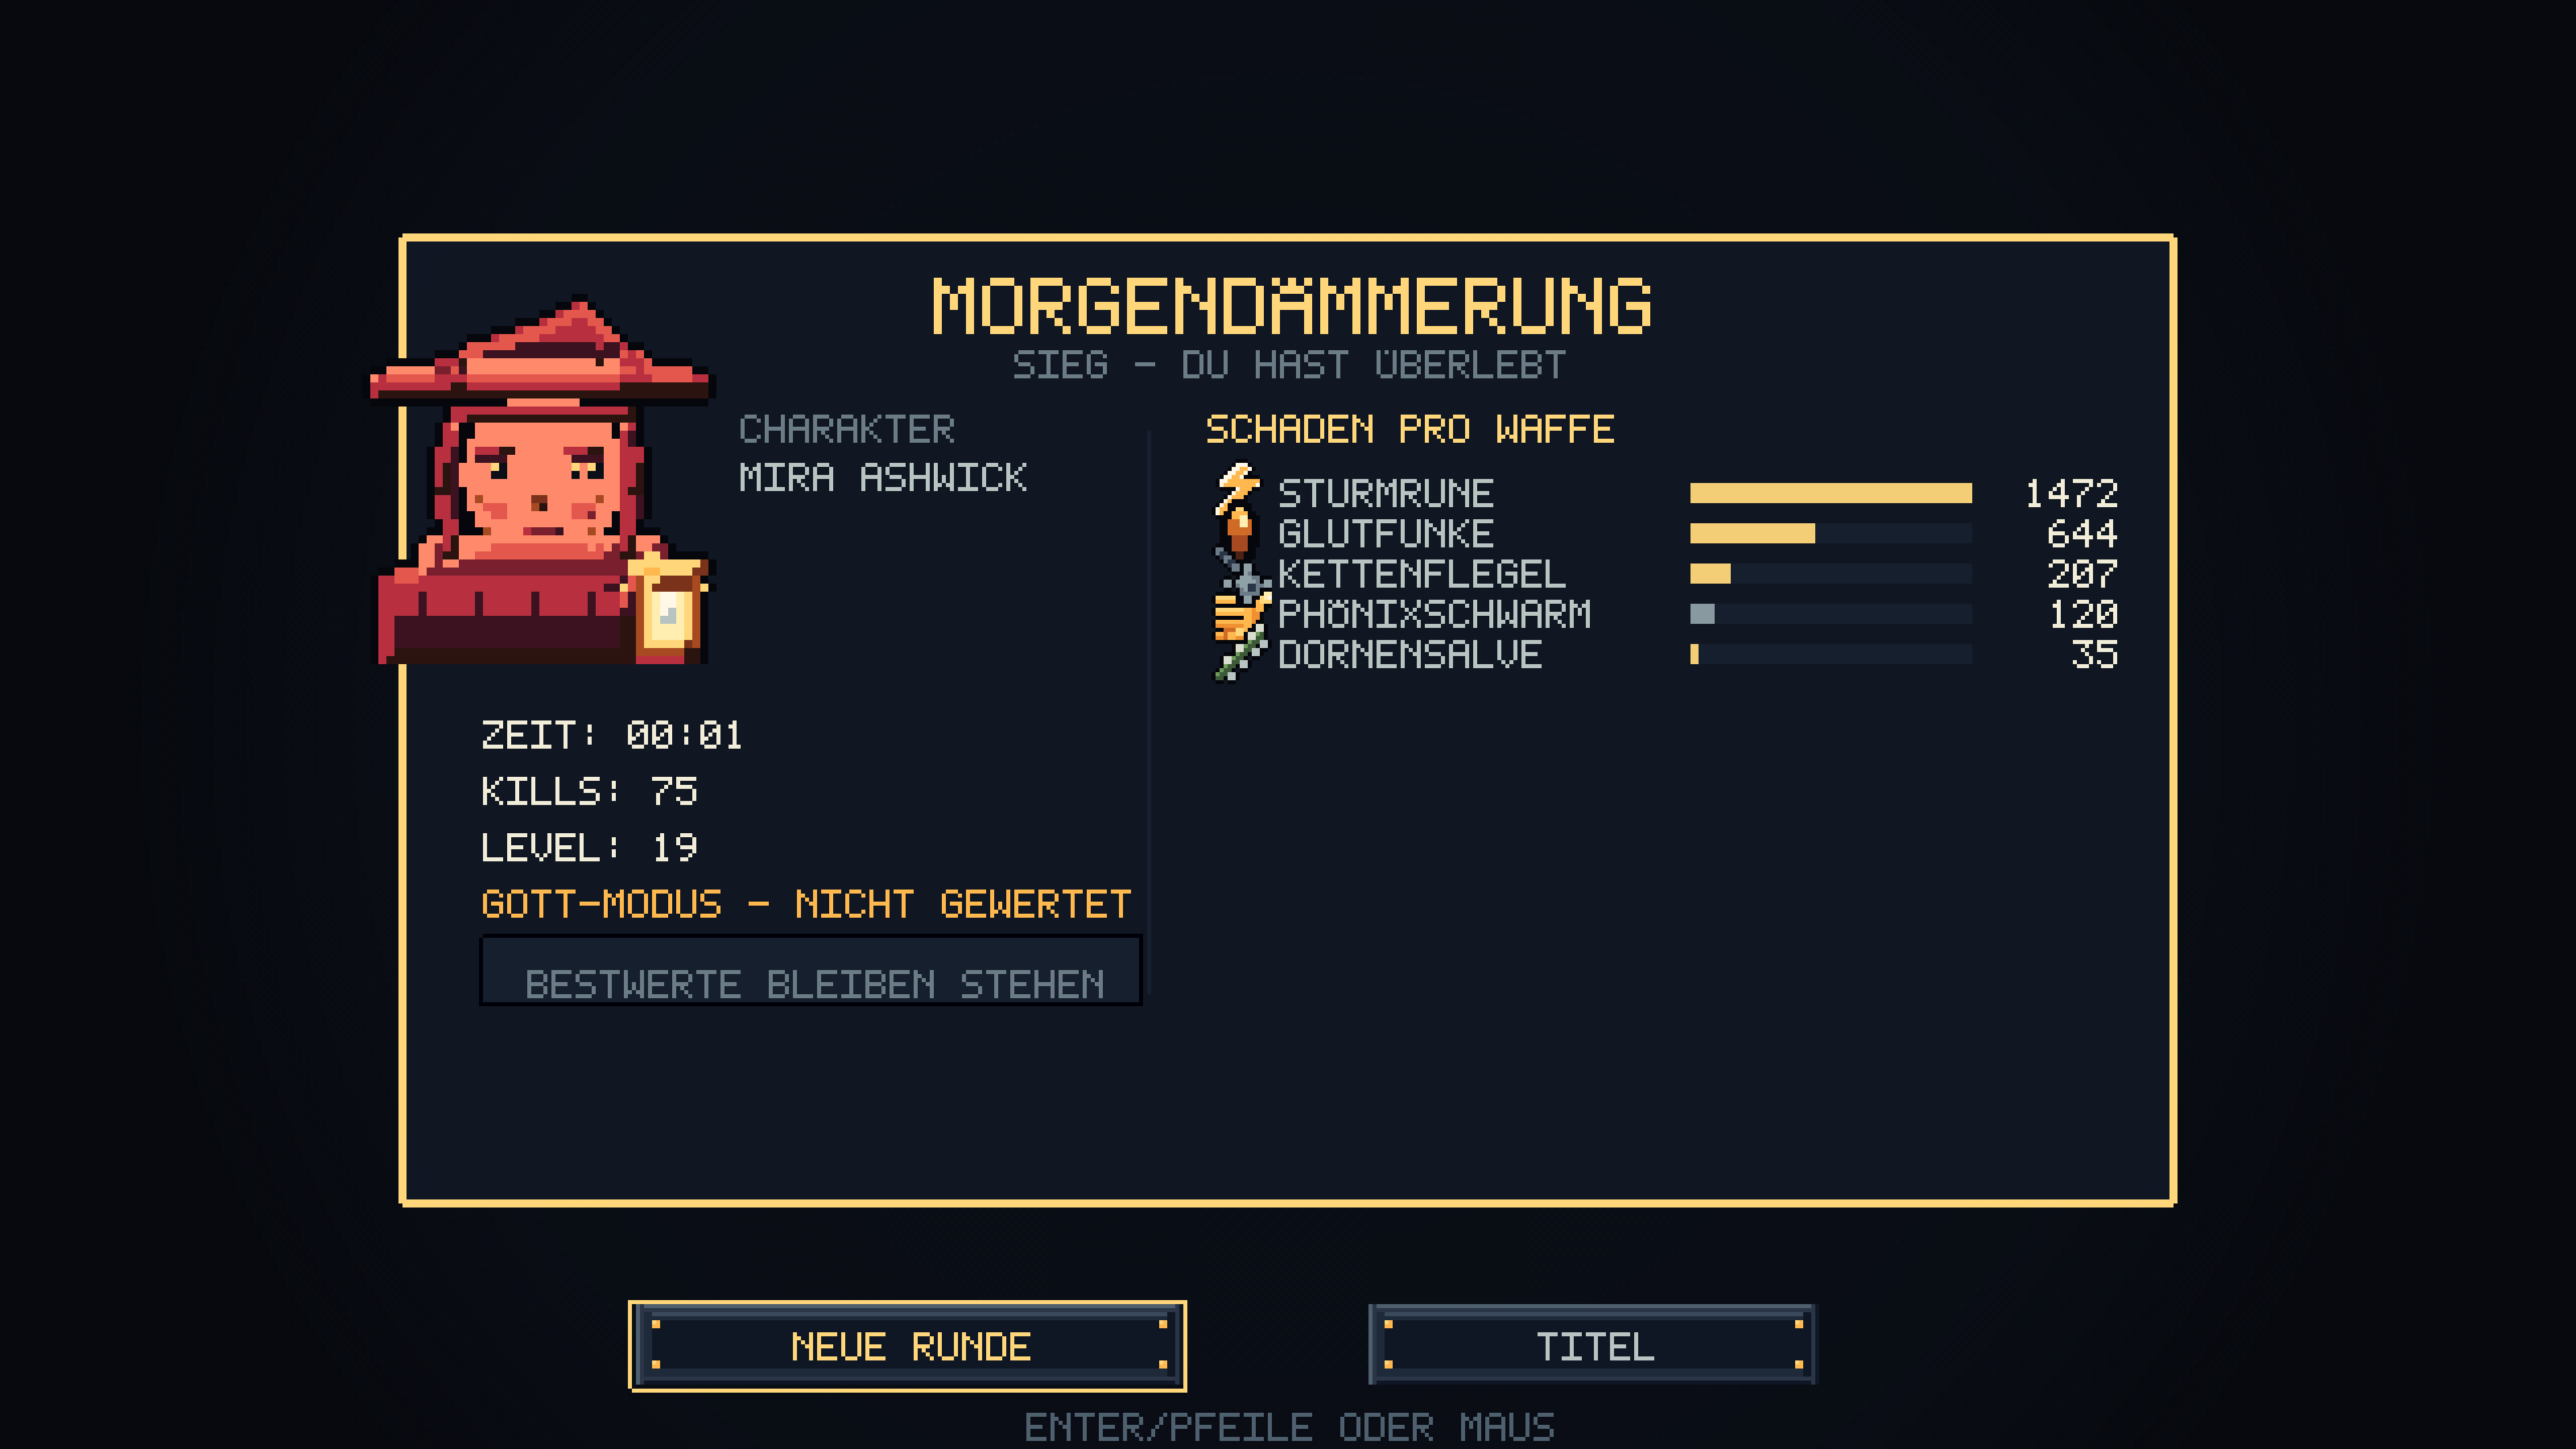 MORGENDÄMMERUNG
SIEG - DU HAST ÜBERLEBT
CHARAKTER
MIRA ASHWICK
SCHADEN PRO WAFFE
STURMRUNE 1472
GLUTFUNKE 644
KETTENFLEGEL 207
PHÖNIXSCHWARM 120
DORNENSALVE 35
ZEIT: 00:01
KILLS: 75
LEVEL: 19
GOTT-MODUS - NICHT GEWERTET
BESTWERTE BLEIBEN STEHEN
NEUE RUNDE
TITEL
ENTER/PFEILE ODER MAUS